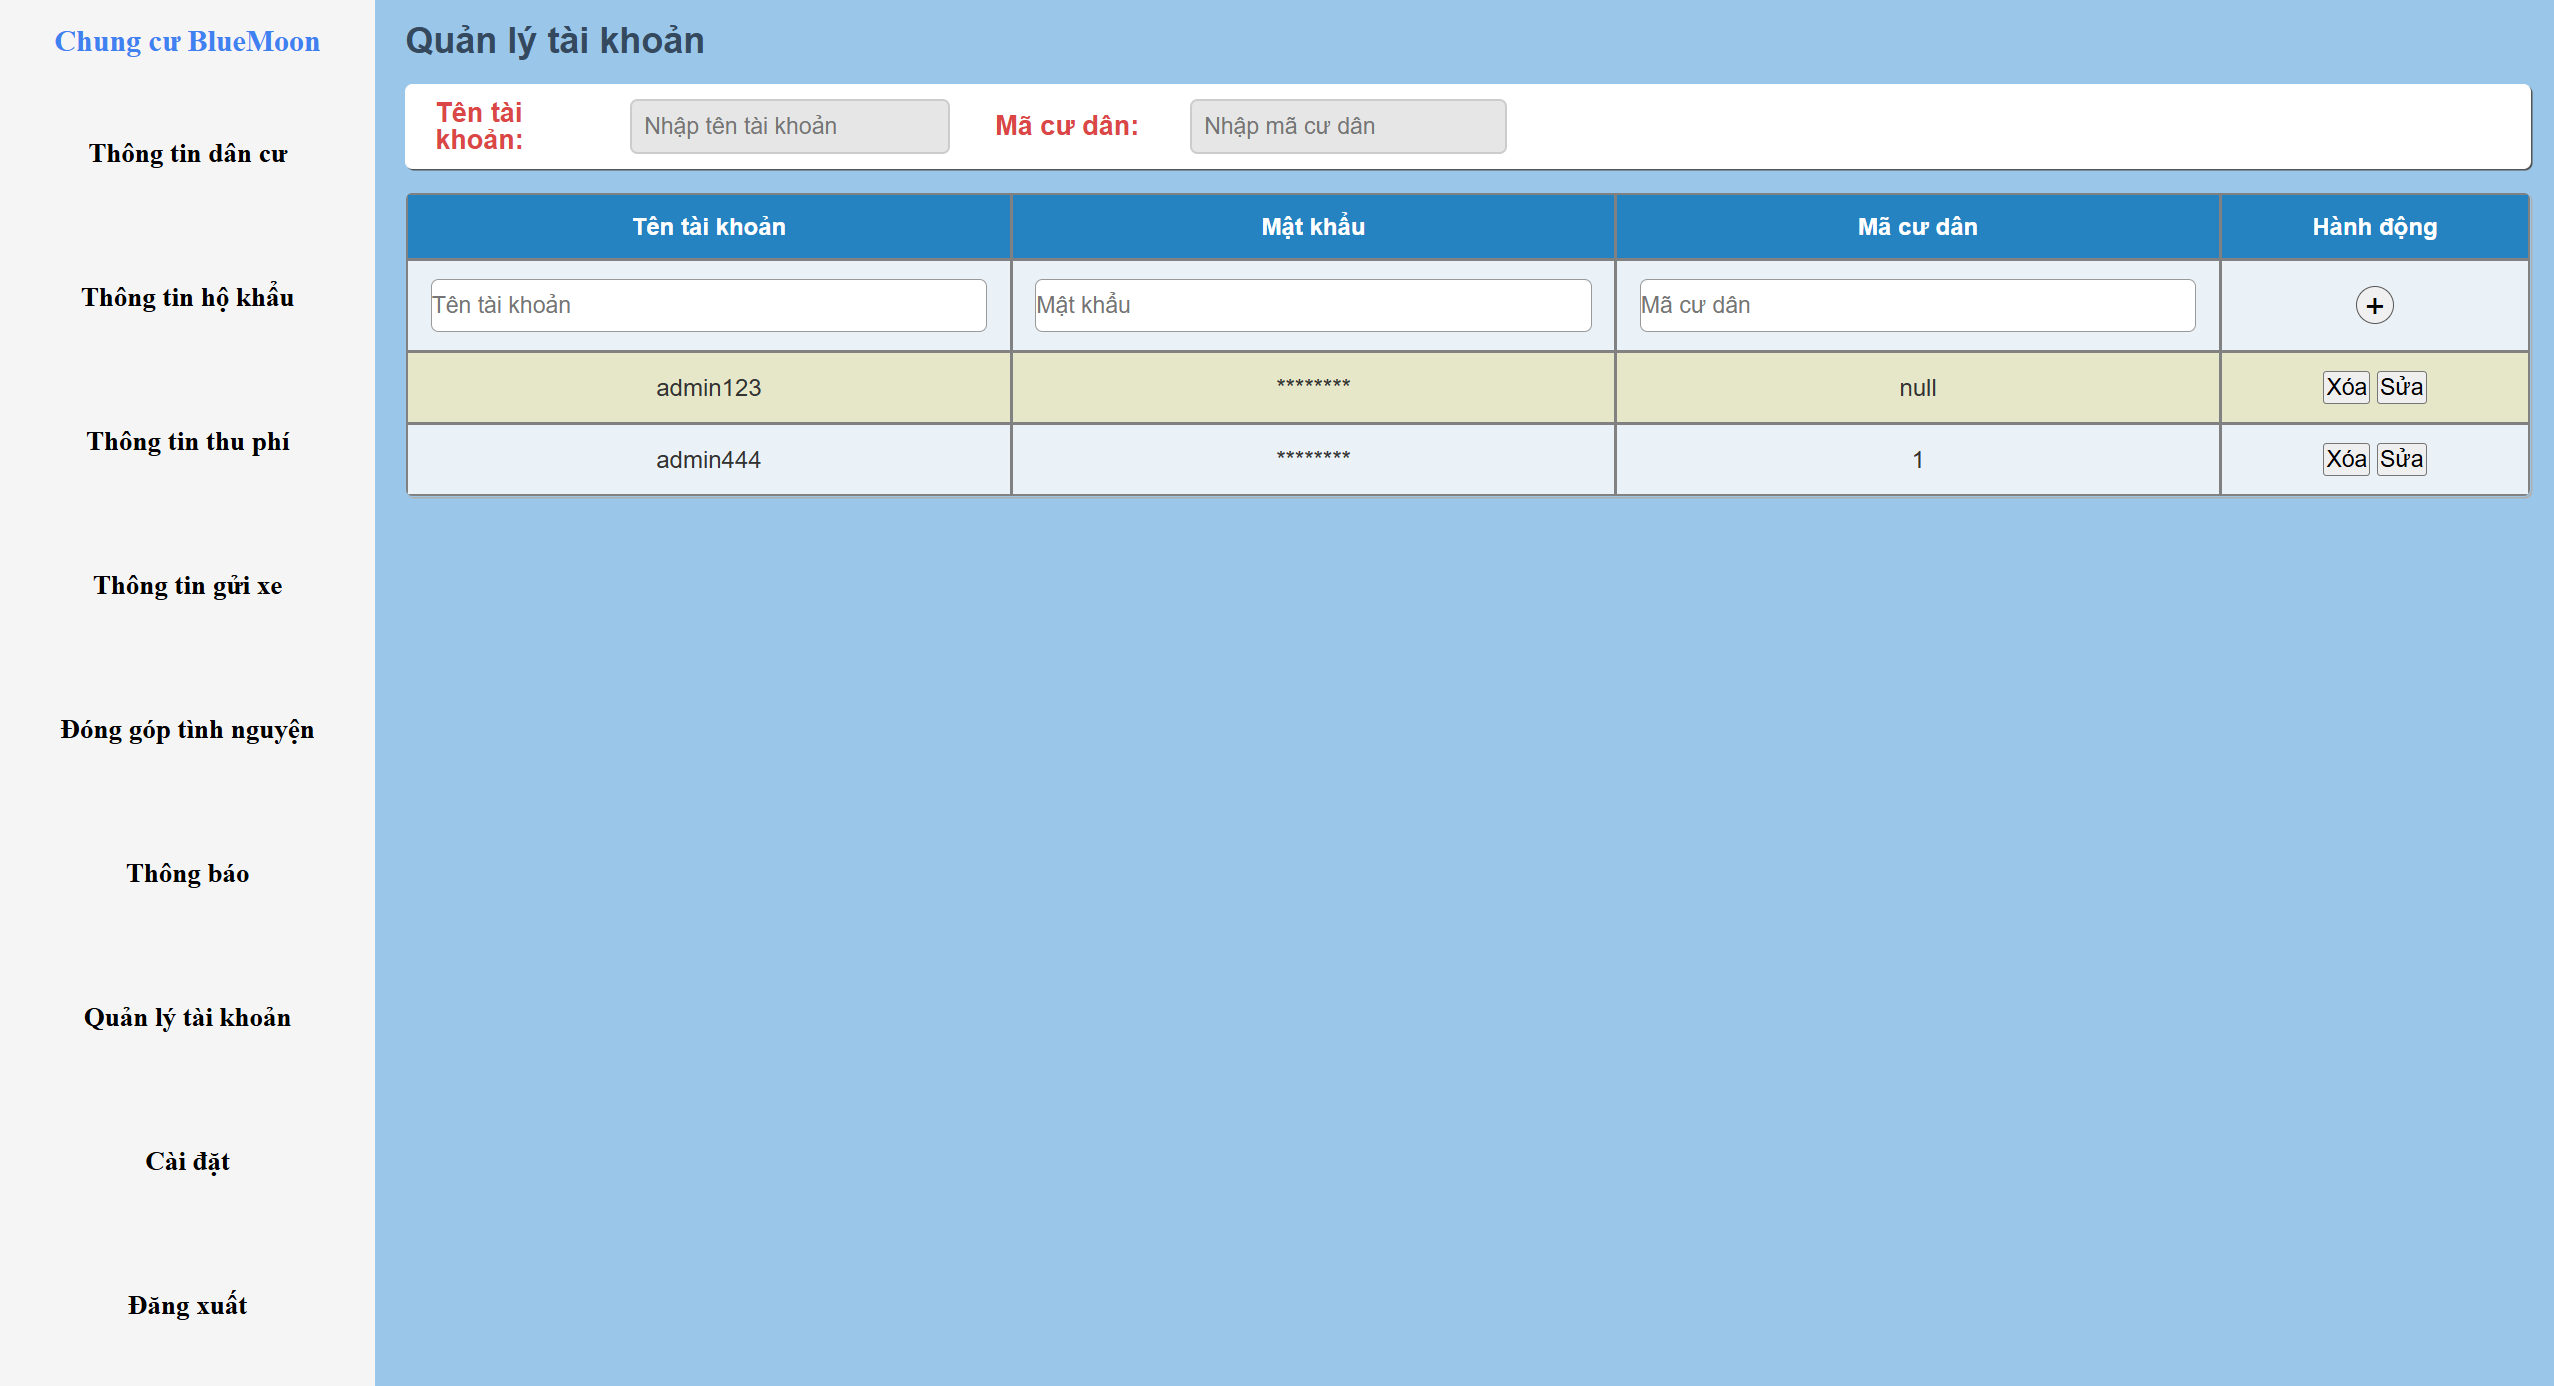 Chung cư BlueMoon
Thông tin dân cư
Thông tin hộ khẩu
Thông tin thu phí
Thông tin gửi xe
Đóng góp tình nguyện
Thông báo
Quản lý tài khoản
Cài đặt
Đăng xuất
Quản lý tài khoản
Tên tài
khoản:
Nhập tên tài khoản
Mã cư dân:
Nhập mã cư dân
Tên tài khoản Mật khẩu Mã cư dân Hành động
Tên tài khoản Mật khẩu Mã cư dân +
admin123 ******** null Xóa Sửa
admin444 ******** 1 Xóa Sửa